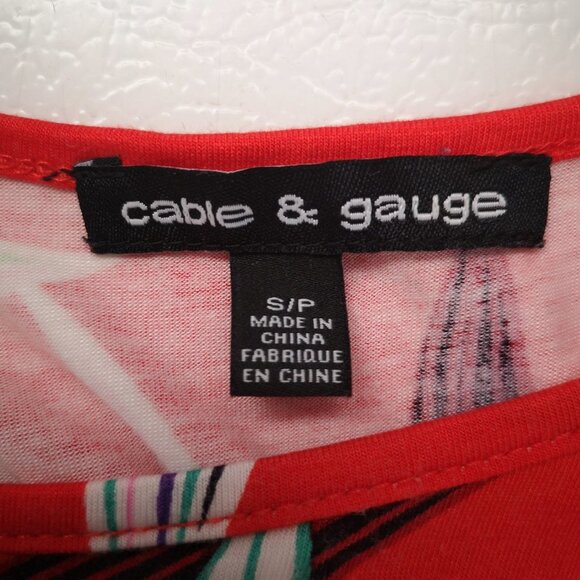 cable & gauge
S/P
MADE IN
CHINA
FABRIQUE
EN CHINE